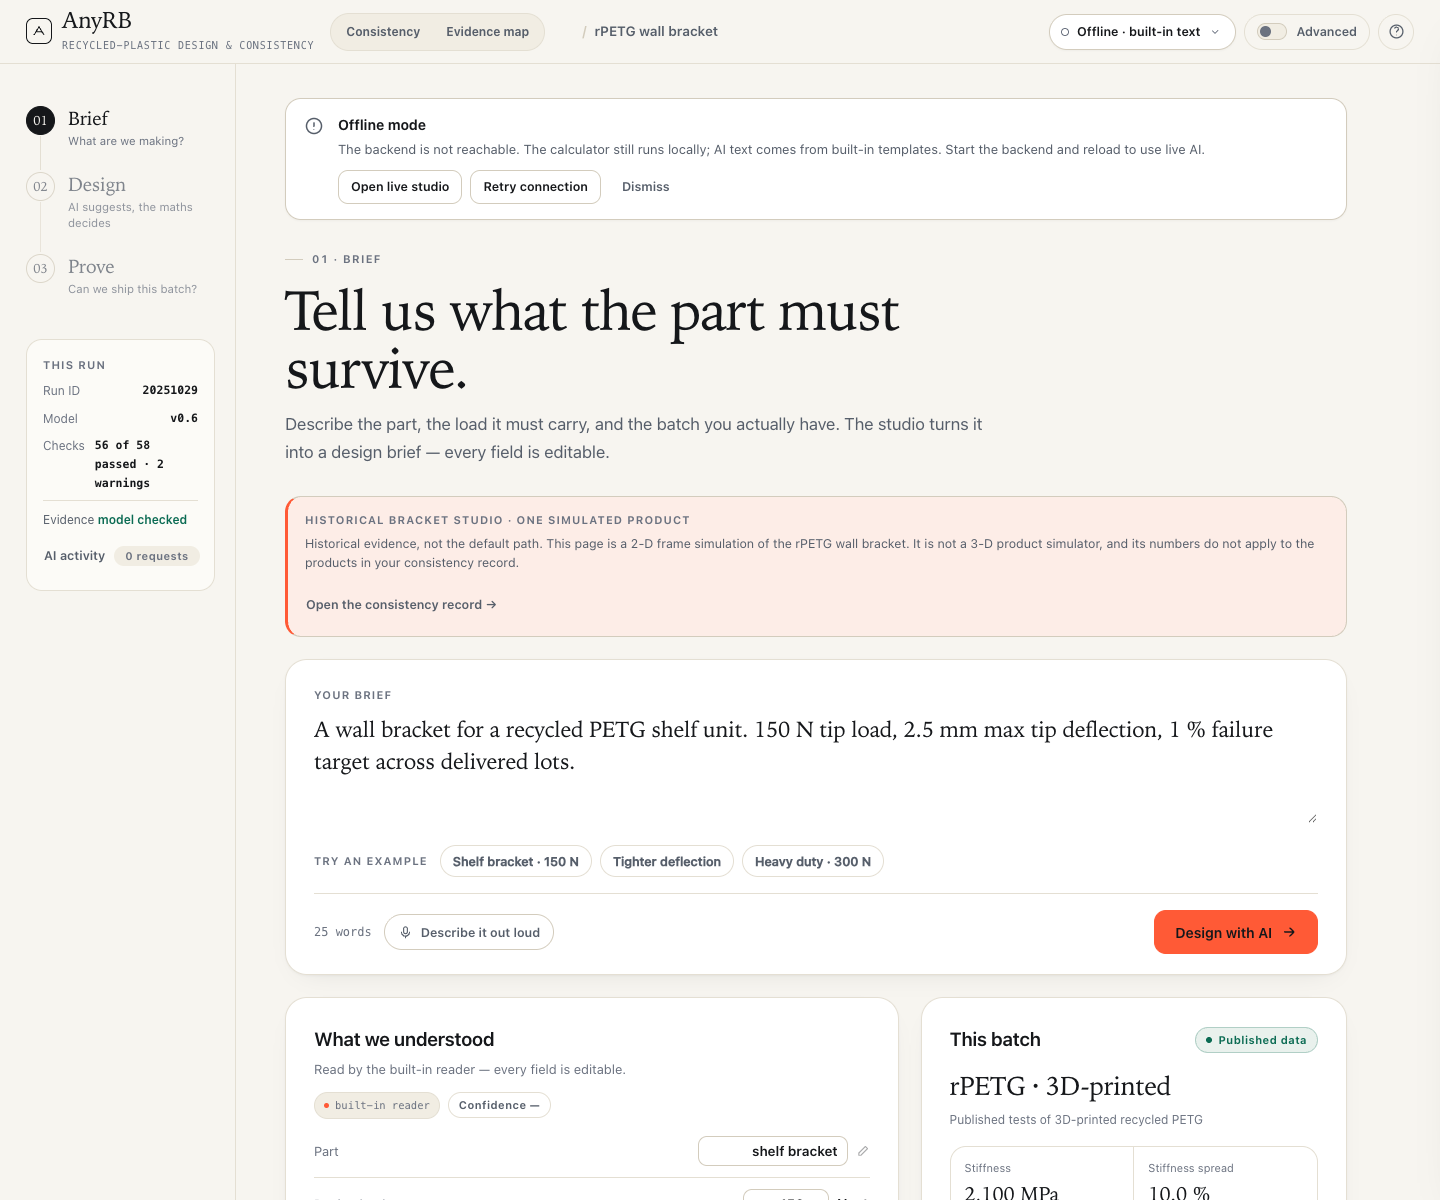 AnyRB
RECYCLED-PLASTIC DESIGN & CONSISTENCY
Consistency
Evidence map
/ rPETG wall bracket
Offline · built-in text
Advanced
01
Brief
What are we making?
02
Design
AI suggests, the maths
decides
03
Prove
Can we ship this batch?
THIS RUN
Run ID 20251029
Model v0.6
Checks 56 of 58
passed · 2
warnings
Evidence model checked
AI activity 0 requests
Offline mode
The backend is not reachable. The calculator still runs locally; AI text comes from built-in templates. Start the backend and reload to use live AI.
Open live studio
Retry connection
Dismiss
01 · BRIEF
Tell us what the part must
survive.
Describe the part, the load it must carry, and the batch you actually have. The studio turns it
into a design brief — every field is editable.
HISTORICAL BRACKET STUDIO · ONE SIMULATED PRODUCT
Historical evidence, not the default path. This page is a 2-D frame simulation of the rPETG wall bracket. It is not a 3-D product simulator, and its numbers do not apply to the
products in your consistency record.
Open the consistency record →
YOUR BRIEF
A wall bracket for a recycled PETG shelf unit. 150 N tip load, 2.5 mm max tip deflection, 1 % failure
target across delivered lots.
TRY AN EXAMPLE
Shelf bracket · 150 N
Tighter deflection
Heavy duty · 300 N
25 words
Describe it out loud
Design with AI →
What we understood
Read by the built-in reader — every field is editable.
built-in reader
Confidence —
Part
shelf bracket
This batch
Published data
rPETG · 3D-printed
Published tests of 3D-printed recycled PETG
Stiffness
2,100 MPa
Stiffness spread
10.0 %